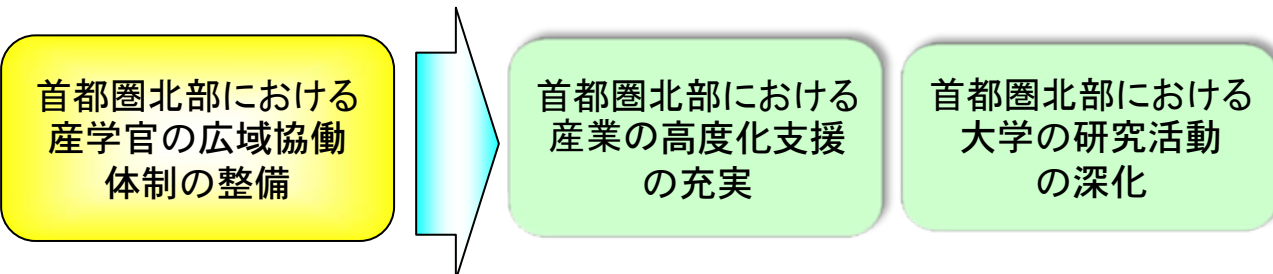 首都圏北部における
産学官の広域協働
体制の整備
首都圏北部における
産業の高度化支援
の充実
首都圏北部における
大学の研究活動
の深化